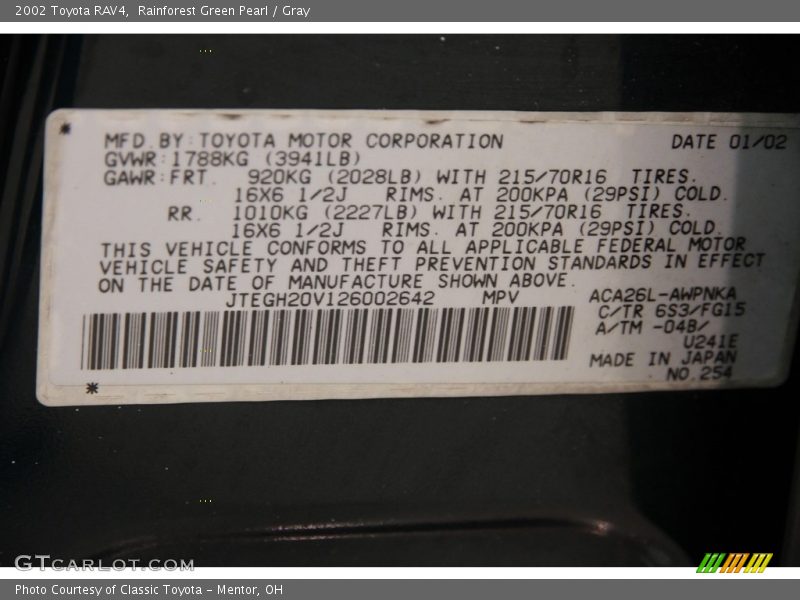 2002 Toyota RAV4,  Rainforest Green Pearl / Gray
MFD.BY:TOYOTA MOTOR CORPORATION DATE 01/02
GVWR:1788KG (3941LB)
GAWR:FRT. 920KG (2028LB) WITH 215/70R16 TIRES.
16X6 1/2J RIMS. AT 200KPA (29PSI) COLD.
RR. 1010KG (2227LB) WITH 215/70R16 TIRES.
16X6 1/2J RIMS. AT 200KPA (29PSI) COLD.
THIS VEHICLE CONFORMS TO ALL APPLICABLE FEDERAL MOTOR
VEHICLE SAFETY AND THEFT PREVENTION STANDARDS IN EFFECT
ON THE DATE OF MANUFACTURE SHOWN ABOVE.
JTEGH20V126002642 MPV ACA26L-AWPNKA
C/TR 6S3/FG15
A/TM -04B/
U241E
MADE IN JAPAN
NO.254
GTCARLOT.COM
Photo Courtesy of Classic Toyota - Mentor, OH